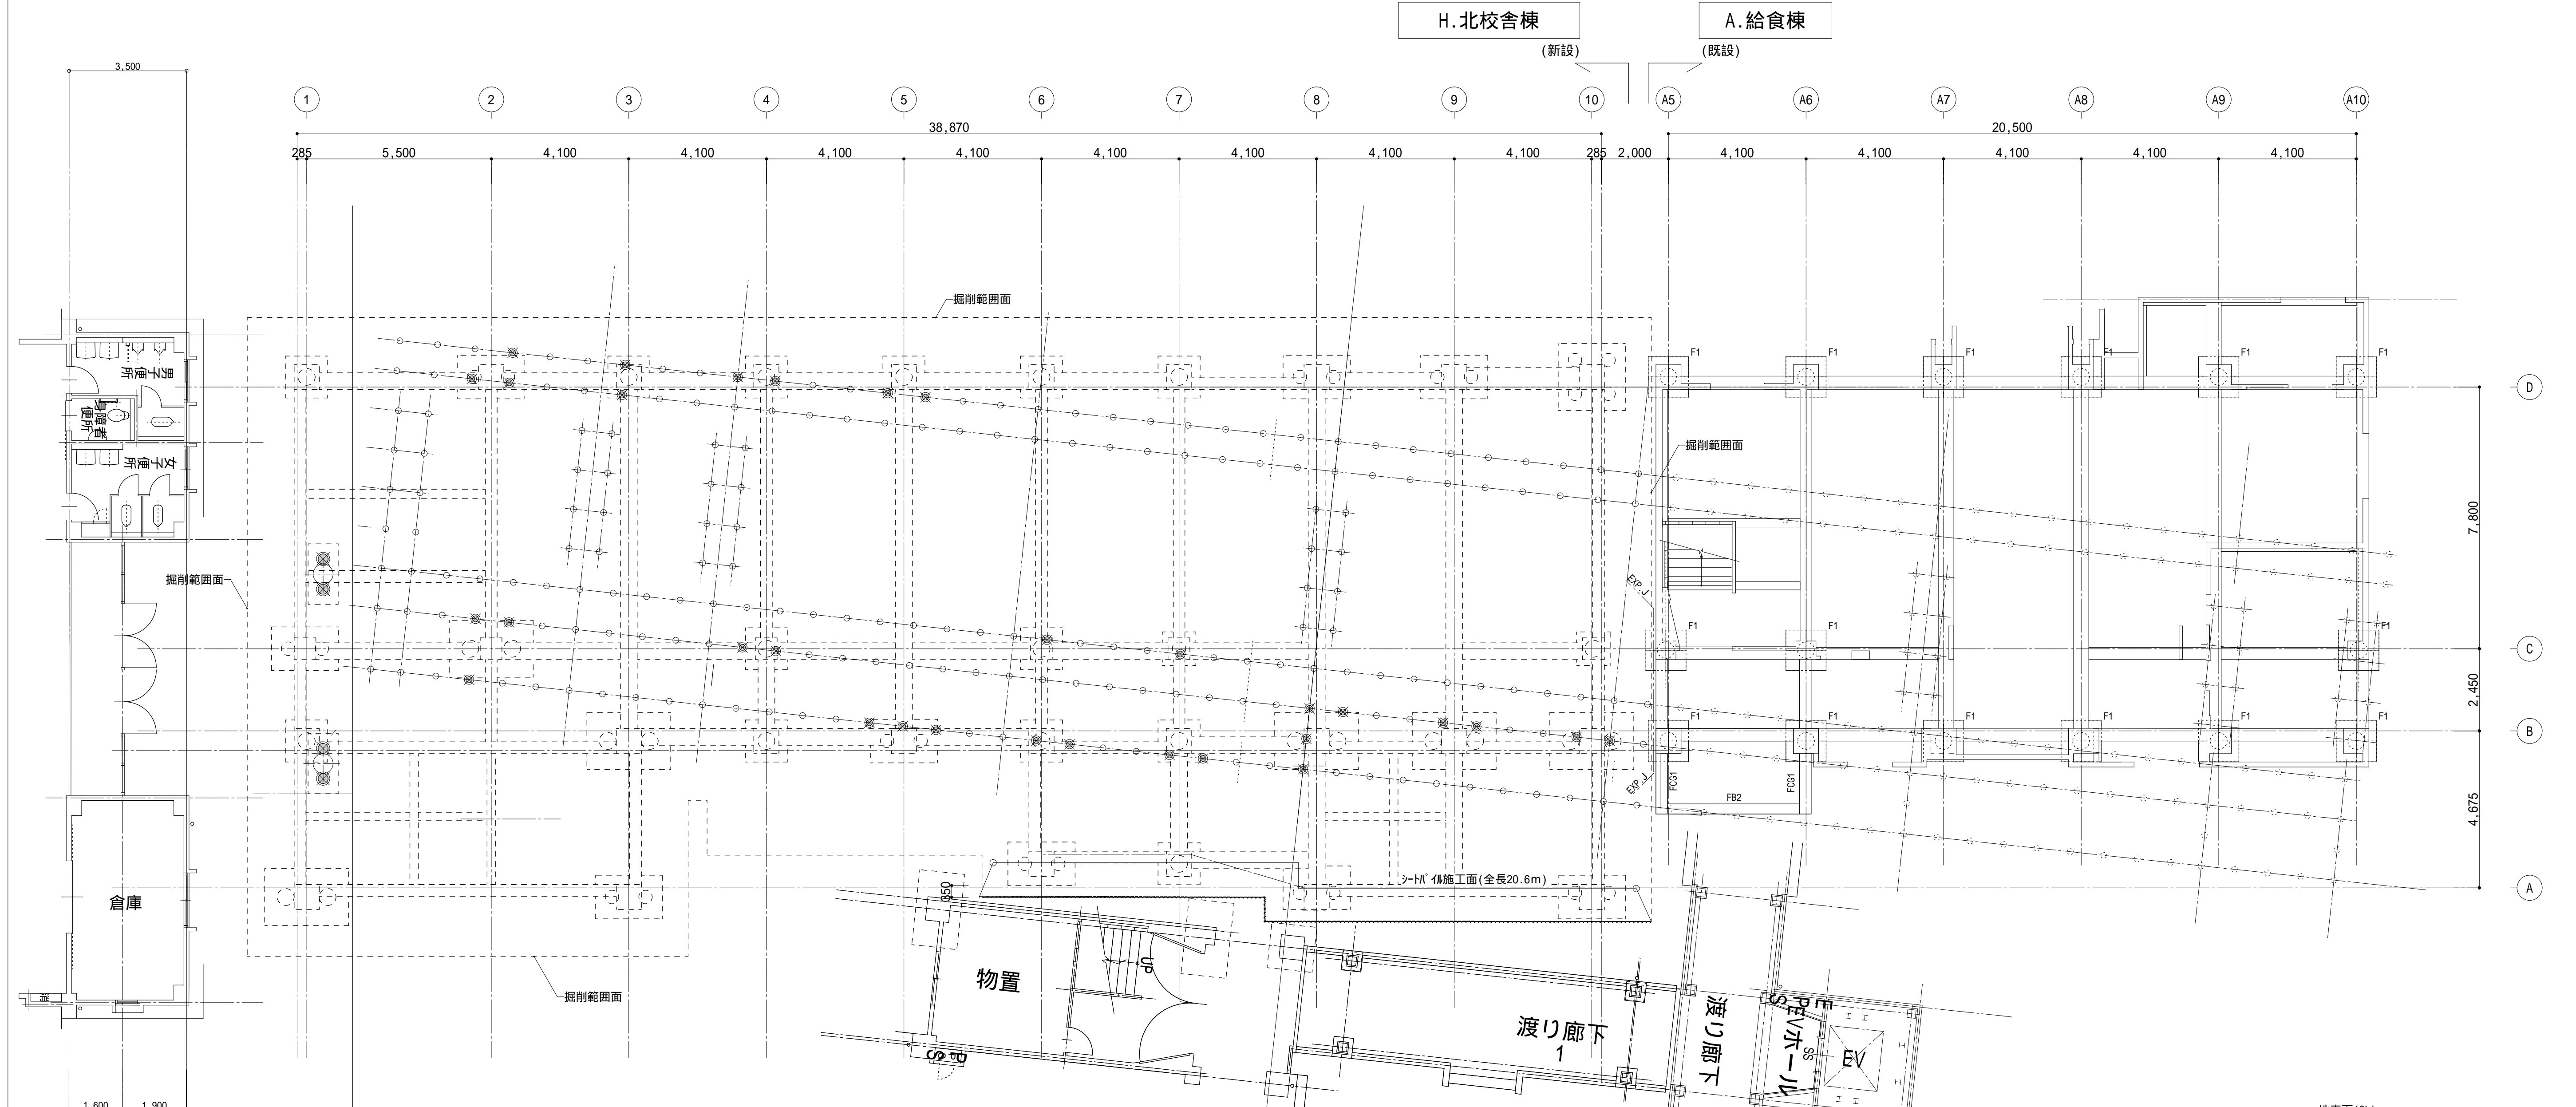 H.北校舎棟
A.給食棟
(新設)
(既設)
3,500
1
2
3
4
5
6
7
8
9
10
A5
A6
A7
A8
A9
A10
38,870
20,500
285
5,500
4,100
4,100
4,100
4,100
4,100
4,100
4,100
4,100
285
2,000
4,100
4,100
4,100
4,100
4,100
掘削範囲面
F1
F1
F1
F1
F1
F1
男子便所
身障者
便所
女子便所
D
掘削範囲面
7,800
掘削範囲面
EXP.J
F1
F1
F1
C
2,450
F1
F1
F1
F1
F1
F1
B
EXP.J
FCG1
FCG1
FB2
4,675
倉庫
350
ｼｰﾄﾊﾟｲﾙ施工面(全長20.6m)
A
掘削範囲面
消
物置
UP
PS
渡り廊下
1
渡り廊下
EPS
EVホール
SS
EV
1,600
1,900